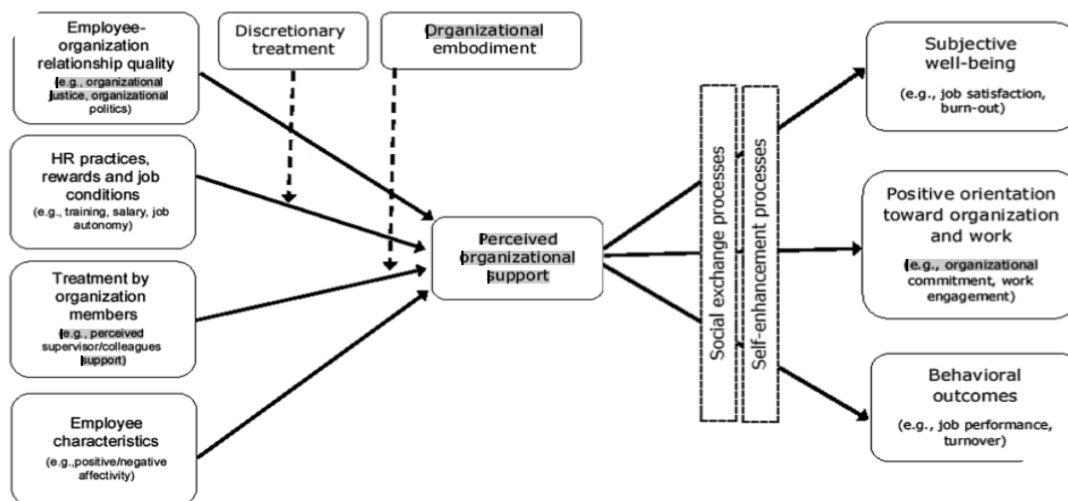 Employee-
organization
relationship quality
(e.g., organizational
justice, organizational
politics)
Discretionary
treatment
Organizational
embodiment
HR practices,
rewards and job
conditions
(e.g., training, salary, job
autonomy)
Treatment by
organization
members
(e.g., perceived
supervisor/colleagues
support)
Employee
characteristics
(e.g.,positive/negative
affectivity)
Perceived
organizational
support
Social exchange processes
Self-enhancement processes
Subjective
well-being
(e.g., job satisfaction,
burn-out)
Positive orientation
toward organization
and work
(e.g., organizational
commitment, work
engagement)
Behavioral
outcomes
(e.g., job performance,
turnover)